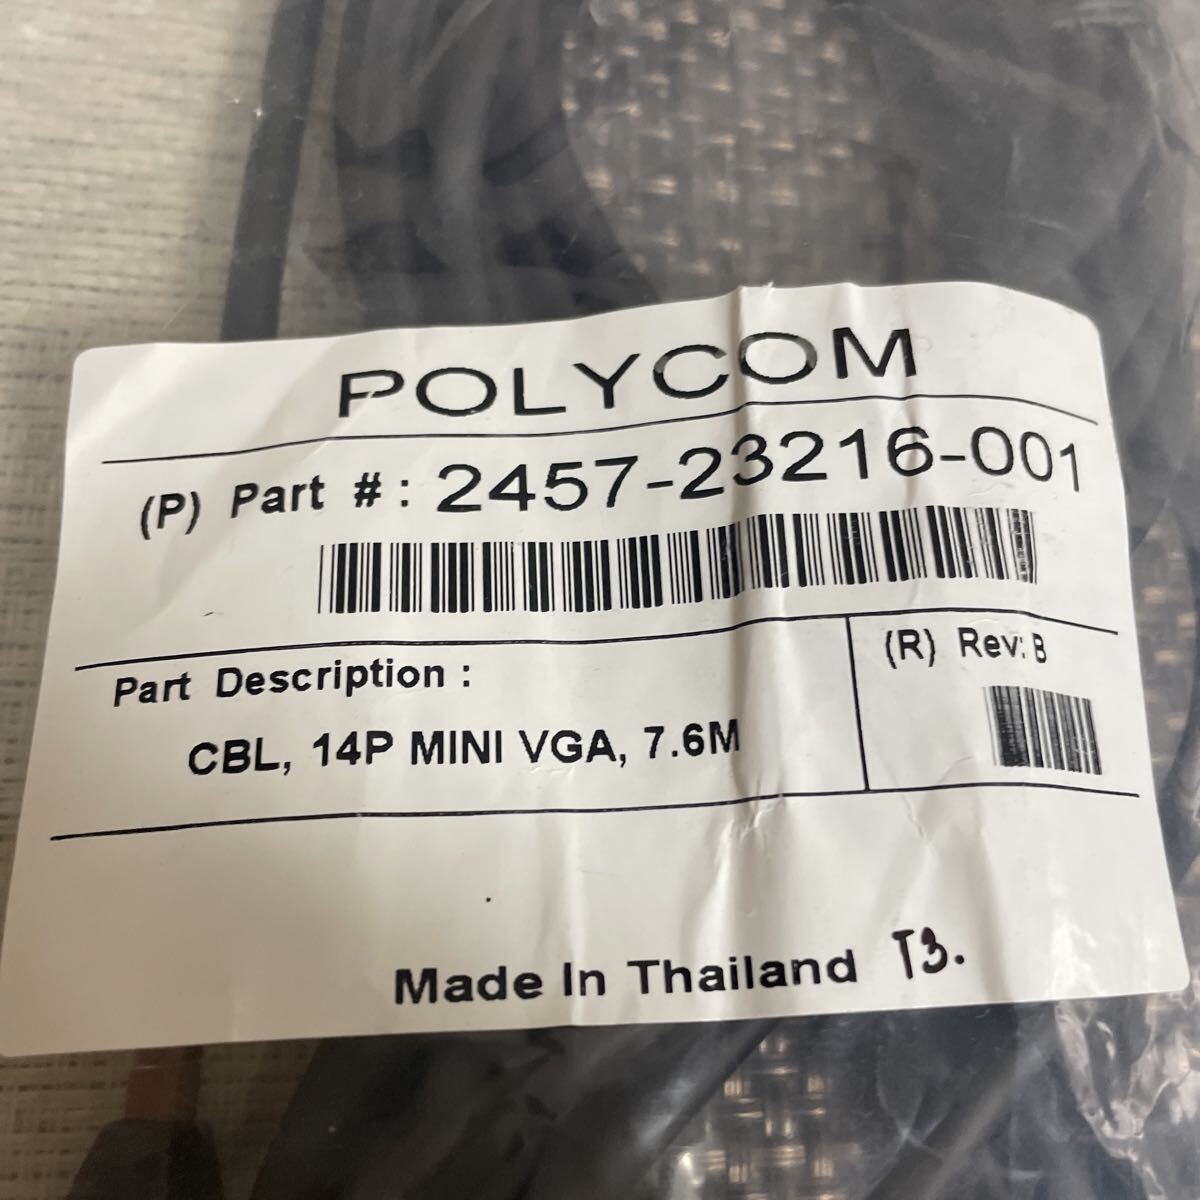 POLYCOM
(P) Part #: 2457-23216-001
Part Description :
CBL, 14P MINI VGA, 7.6M
(R) Rev: B
Made In Thailand T3.